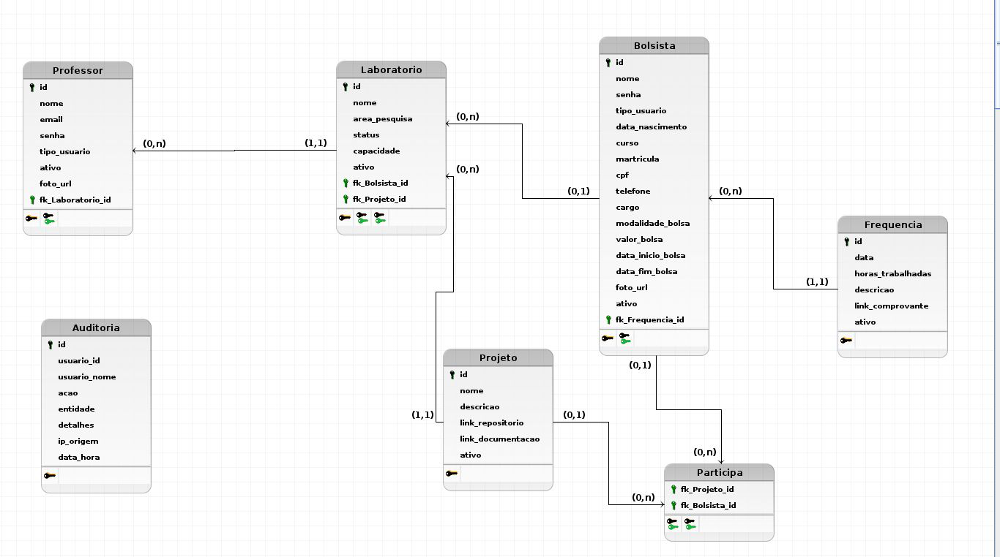 Professor
id
nome
email
senha
tipo_usuario
ativo
foto_url
fk_Laboratorio_id
(0,n)
(1,1)
Laboratorio
id
nome
area_pesquisa
status
capacidade
ativo
fk_Bolsista_id
fk_Projeto_id
(0,n)
(0,n)
(0,1)
Bolsista
id
nome
senha
tipo_usuario
data_nascimento
curso
martricula
cpf
telefone
cargo
modalidade_bolsa
valor_bolsa
data_inicio_bolsa
data_fim_bolsa
foto_url
ativo
fk_Frequencia_id
(0,n)
(1,1)
Frequencia
id
data
horas_trabalhadas
descricao
link_comprovante
ativo
Auditoria
id
usuario_id
usuario_nome
acao
entidade
detalhes
ip_origem
data_hora
(1,1)
Projeto
id
nome
descricao
link_repositorio
link_documentacao
ativo
(0,1)
(0,n)
(0,1)
(0,n)
Participa
fk_Projeto_id
fk_Bolsista_id